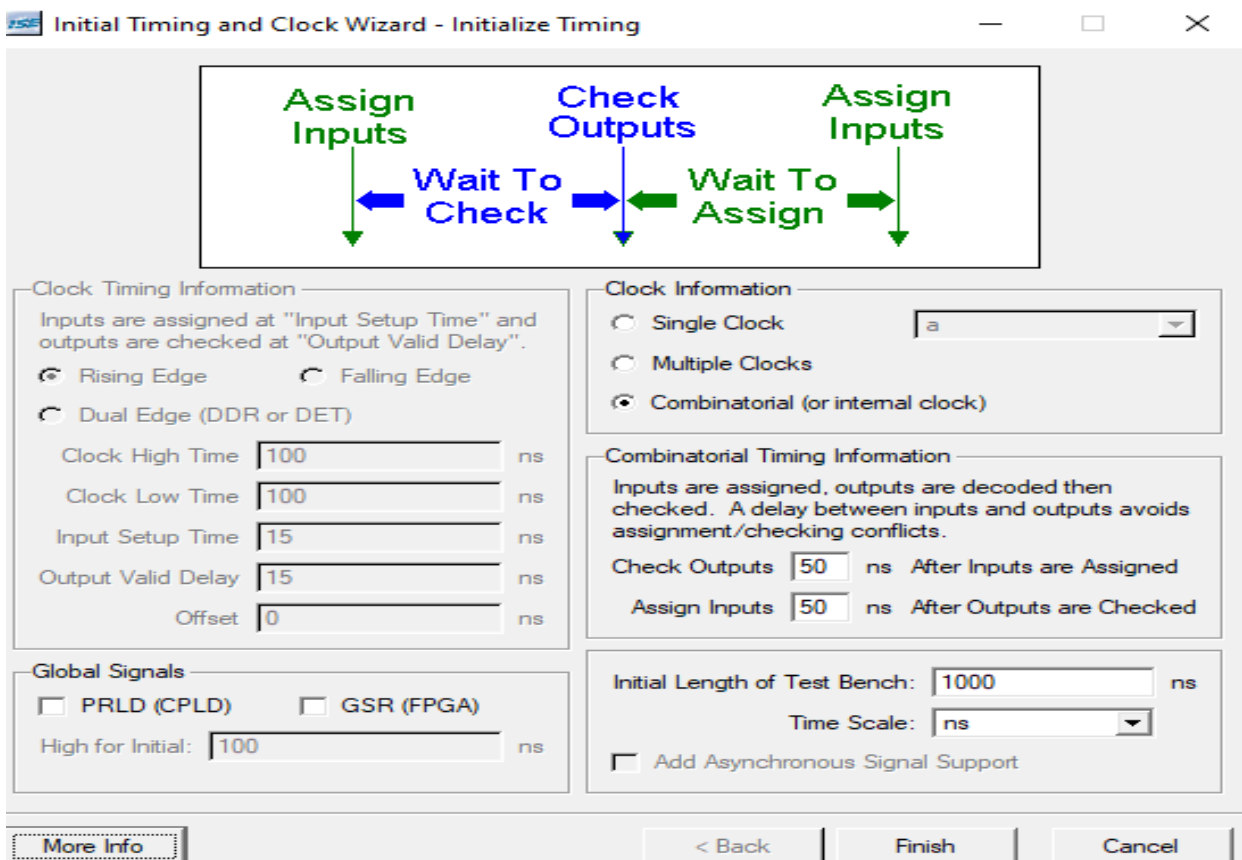 ISE Initial Timing and Clock Wizard - Initialize Timing
Assign Inputs
Check Outputs
Assign Inputs
Wait To Check
Wait To Assign
Clock Timing Information
Inputs are assigned at "Input Setup Time" and
outputs are checked at "Output Valid Delay".
Rising Edge Falling Edge
Dual Edge (DDR or DET)
Clock High Time 100 ns
Clock Low Time 100 ns
Input Setup Time 15 ns
Output Valid Delay 15 ns
Offset 0 ns
Global Signals
PRLD (CPLD) GSR (FPGA)
High for Initial: 100 ns
Clock Information
Single Clock a
Multiple Clocks
Combinatorial (or internal clock)
Combinatorial Timing Information
Inputs are assigned, outputs are decoded then
checked. A delay between inputs and outputs avoids
assignment/checking conflicts.
Check Outputs 50 ns After Inputs are Assigned
Assign Inputs 50 ns After Outputs are Checked
Initial Length of Test Bench: 1000 ns
Time Scale: ns
Add Asynchronous Signal Support
More Info < Back Finish Cancel